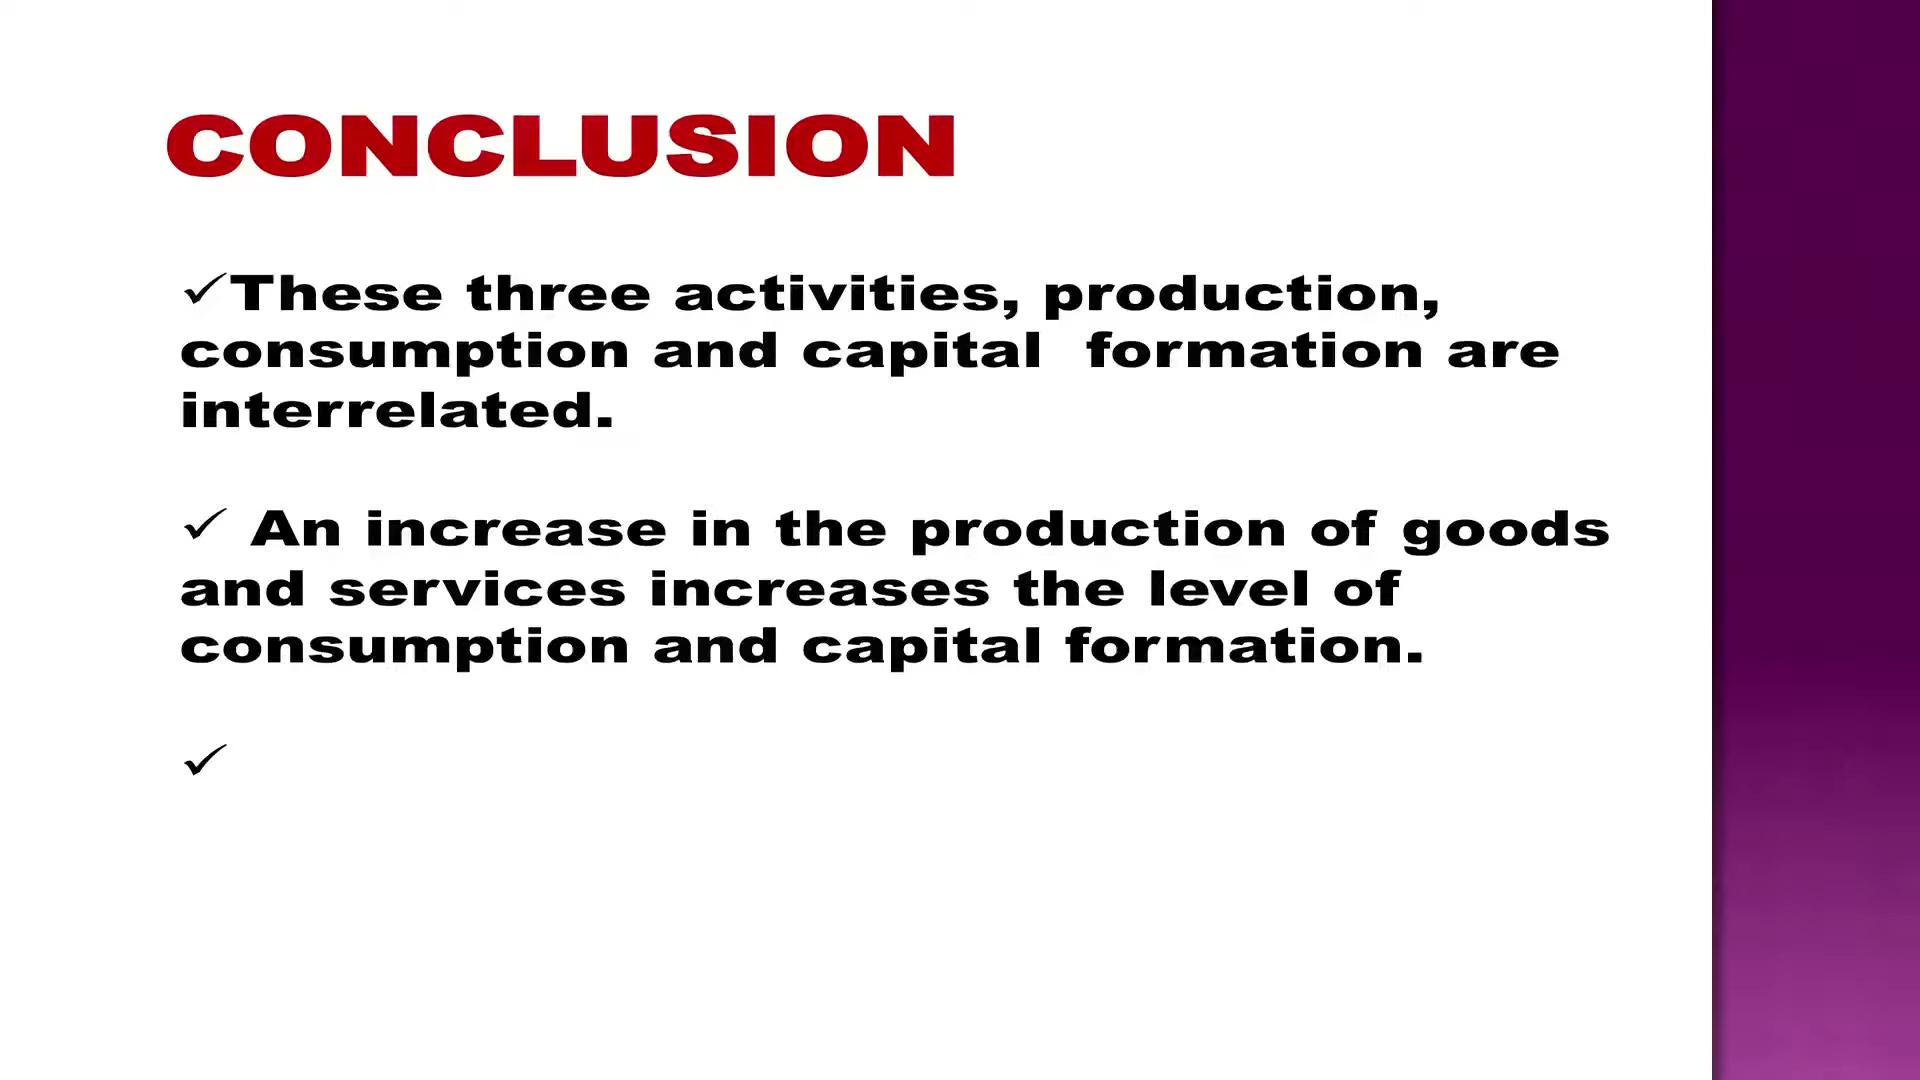 CONCLUSION
✓These three activities, production,
consumption and capital  formation are
interrelated.
✓ An increase in the production of goods
and services increases the level of
consumption and capital formation.
✓